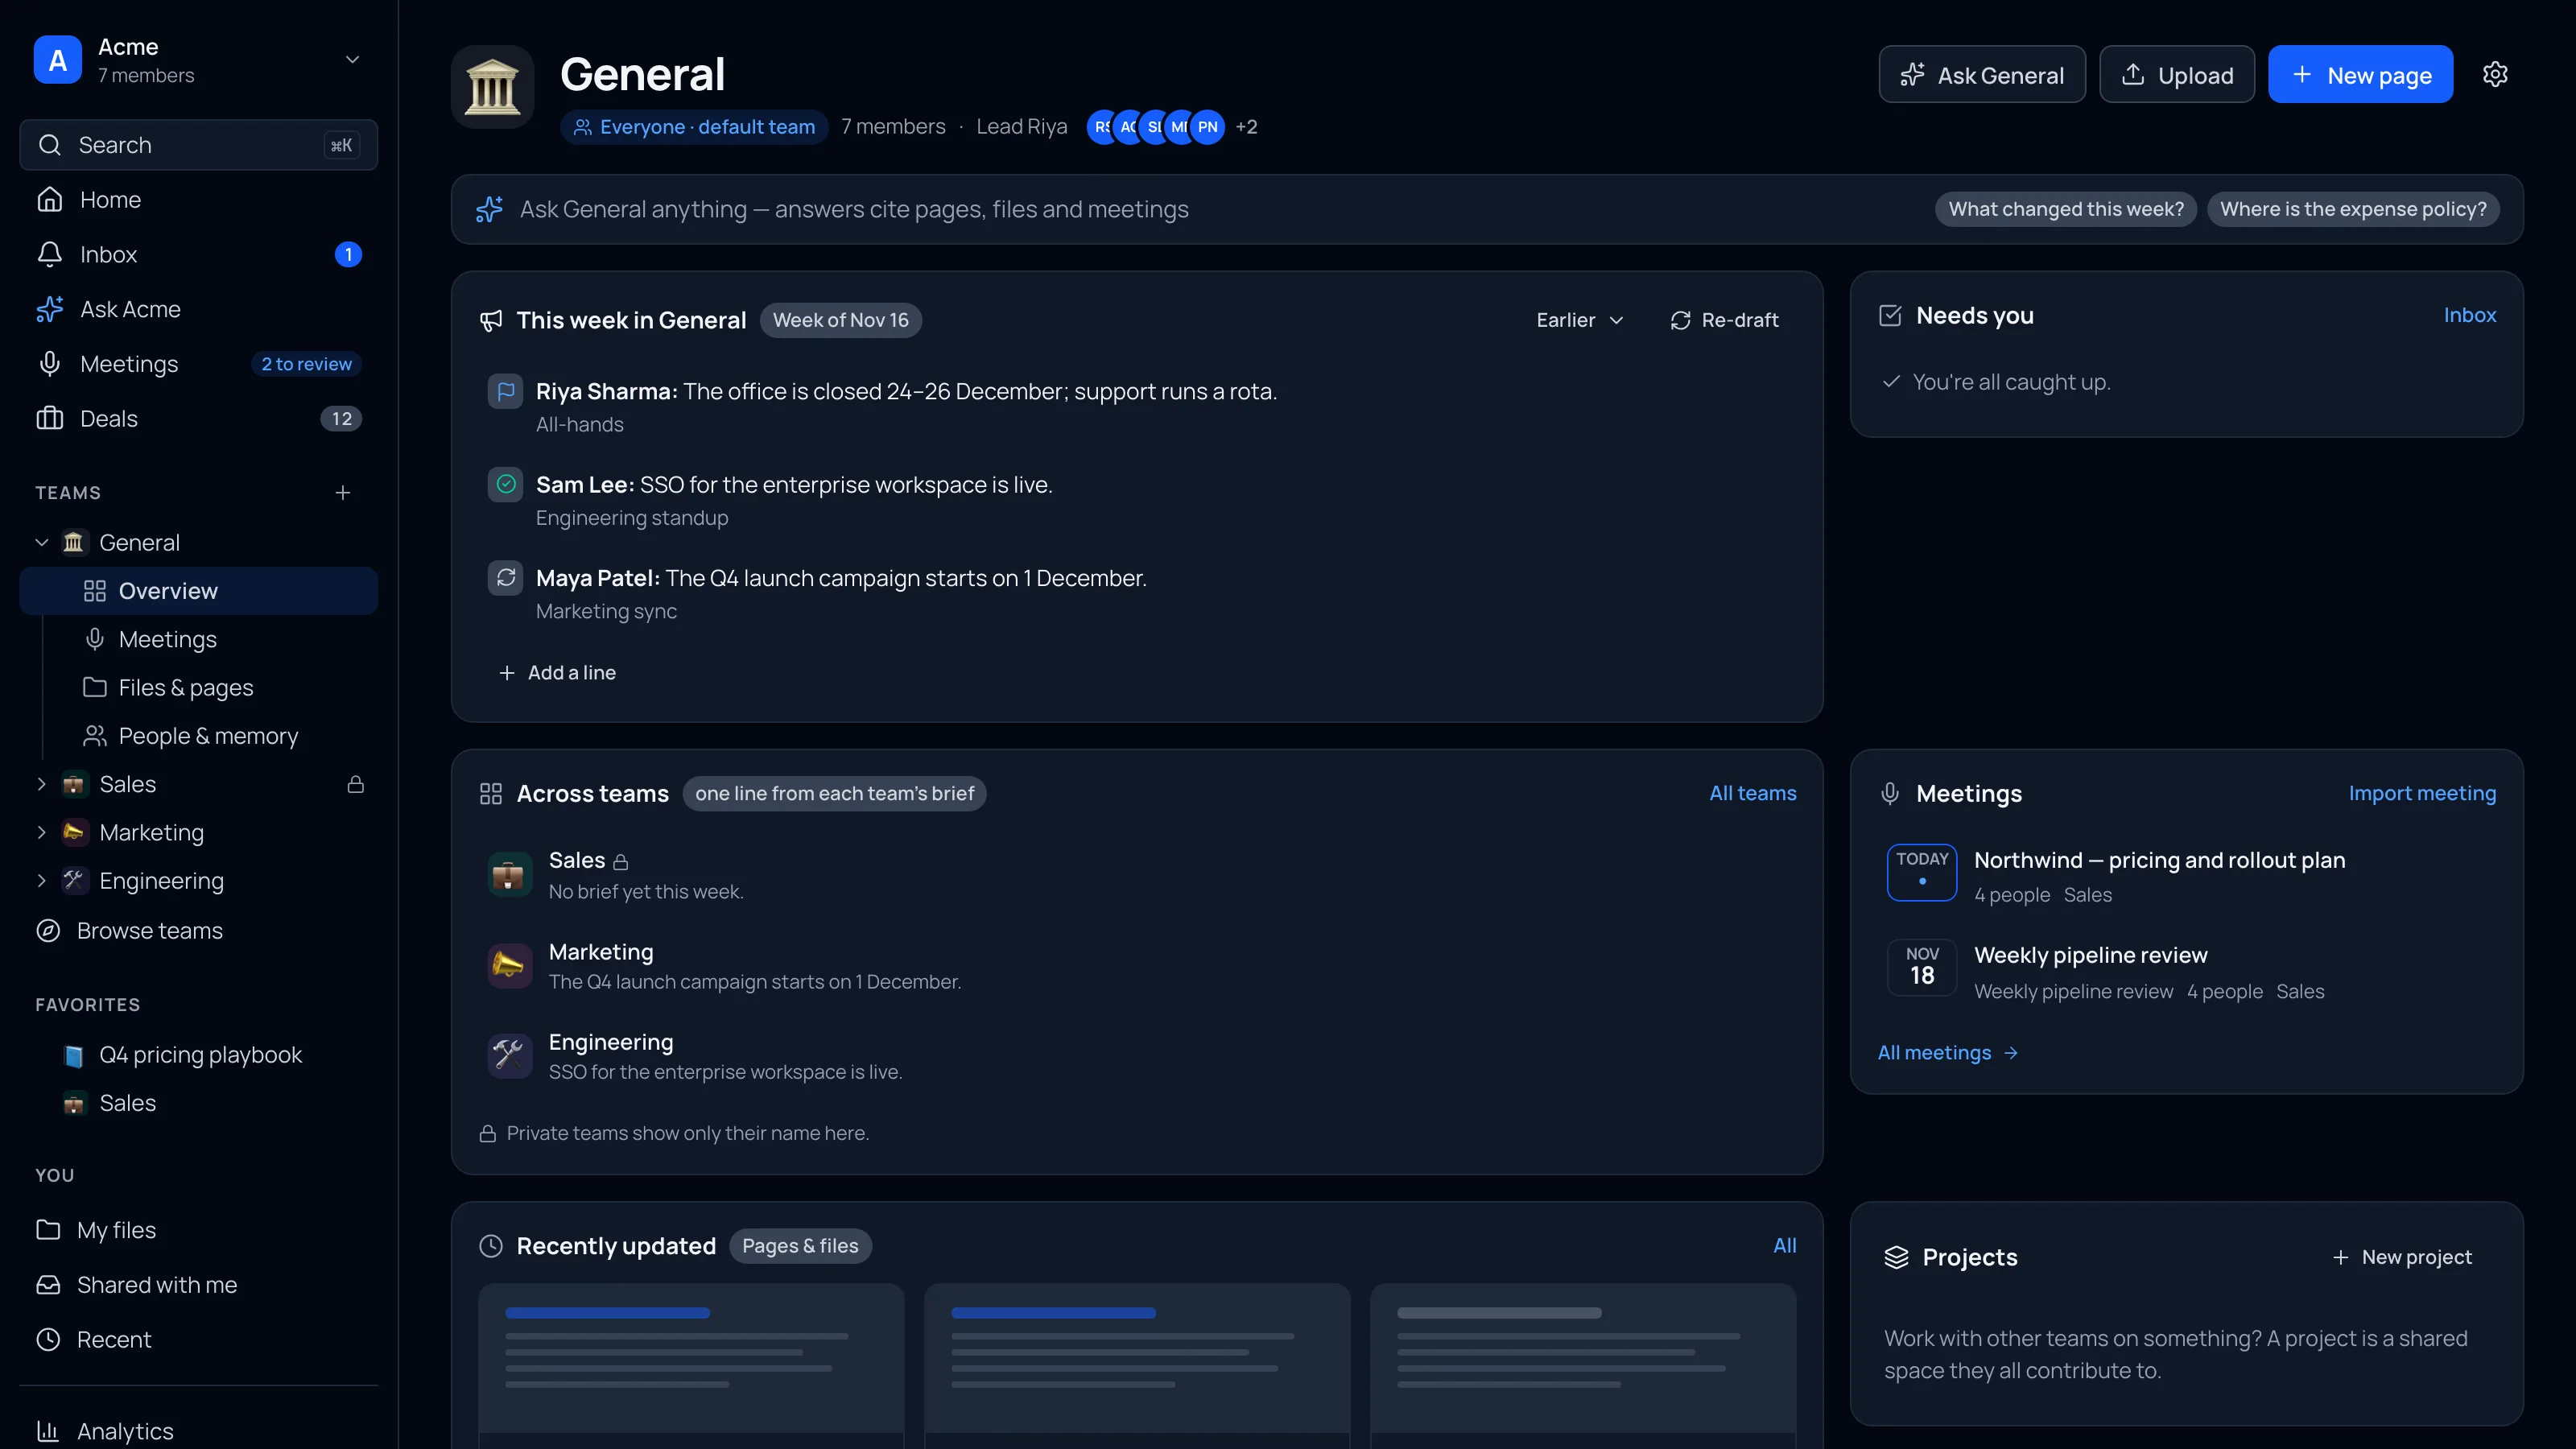 A
Acme
7 members
Search
⌘K
Home
Inbox
1
Ask Acme
Meetings
2 to review
Deals
12
TEAMS
General
Overview
Meetings
Files & pages
People & memory
Sales
Marketing
Engineering
Browse teams
FAVORITES
Q4 pricing playbook
Sales
YOU
My files
Shared with me
Recent
Analytics
General
Everyone · default team
7 members · Lead Riya
PN
+2
Ask General
Upload
New page
Ask General anything — answers cite pages, files and meetings
What changed this week?
Where is the expense policy?
This week in General
Week of Nov 16
Earlier
Re-draft
Riya Sharma: The office is closed 24–26 December; support runs a rota.
All-hands
Sam Lee: SSO for the enterprise workspace is live.
Engineering standup
Maya Patel: The Q4 launch campaign starts on 1 December.
Marketing sync
Add a line
Needs you
Inbox
You're all caught up.
Across teams
one line from each team's brief
All teams
Sales
No brief yet this week.
Marketing
The Q4 launch campaign starts on 1 December.
Engineering
SSO for the enterprise workspace is live.
Private teams show only their name here.
Meetings
Import meeting
TODAY
Northwind — pricing and rollout plan
4 people Sales
NOV
18
Weekly pipeline review
Weekly pipeline review 4 people Sales
All meetings
Recently updated
Pages & files
All
Projects
New project
Work with other teams on something? A project is a shared
space they all contribute to.